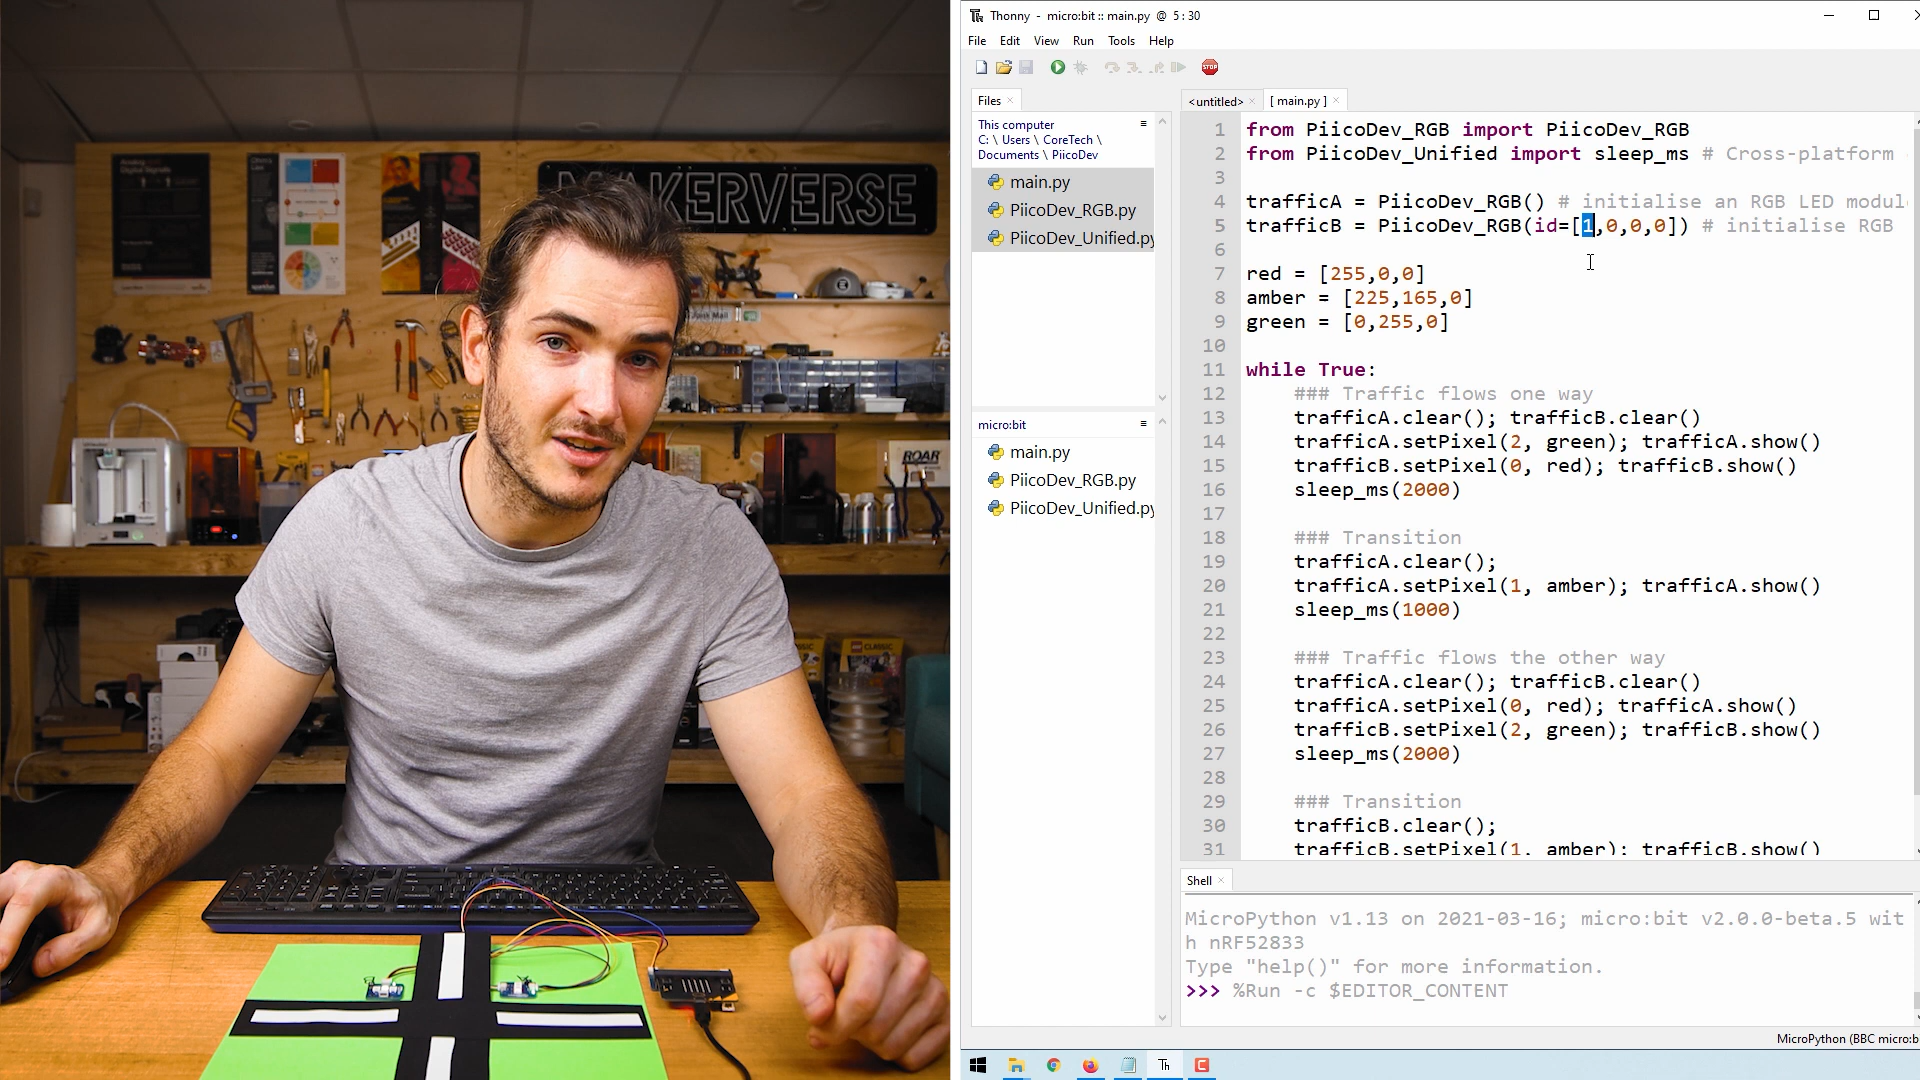 MAKERVERSE
ROAR
CLASSIC
Thonny - micro:bit :: main.py @ 5 : 30
File Edit View Run Tools Help
STOP
Files
This computer
C: \ Users \ CoreTech \
Documents \ PiicoDev
main.py
PiicoDev_RGB.py
PiicoDev_Unified.py
micro:bit
main.py
PiicoDev_RGB.py
PiicoDev_Unified.py
<untitled> [ main.py ]
1 from PiicoDev_RGB import PiicoDev_RGB
2 from PiicoDev_Unified import sleep_ms # Cross-platform
3
4 trafficA = PiicoDev_RGB() # initialise an RGB LED modul
5 trafficB = PiicoDev_RGB(id=[1,0,0,0]) # initialise RGB
6
7 red = [255,0,0]
8 amber = [225,165,0]
9 green = [0,255,0]
10
11 while True:
12 ### Traffic flows one way
13 trafficA.clear(); trafficB.clear()
14 trafficA.setPixel(2, green); trafficA.show()
15 trafficB.setPixel(0, red); trafficB.show()
16 sleep_ms(2000)
17
18 ### Transition
19 trafficA.clear();
20 trafficA.setPixel(1, amber); trafficA.show()
21 sleep_ms(1000)
22
23 ### Traffic flows the other way
24 trafficA.clear(); trafficB.clear()
25 trafficA.setPixel(0, red); trafficA.show()
26 trafficB.setPixel(2, green); trafficB.show()
27 sleep_ms(2000)
28
29 ### Transition
30 trafficB.clear();
31 trafficB.setPixel(1, amber); trafficB.show()
Shell
MicroPython v1.13 on 2021-03-16; micro:bit v2.0.0-beta.5 wit
h nRF52833
Type "help()" for more information.
>>> %Run -c $EDITOR_CONTENT
MicroPython (BBC micro:b
Th